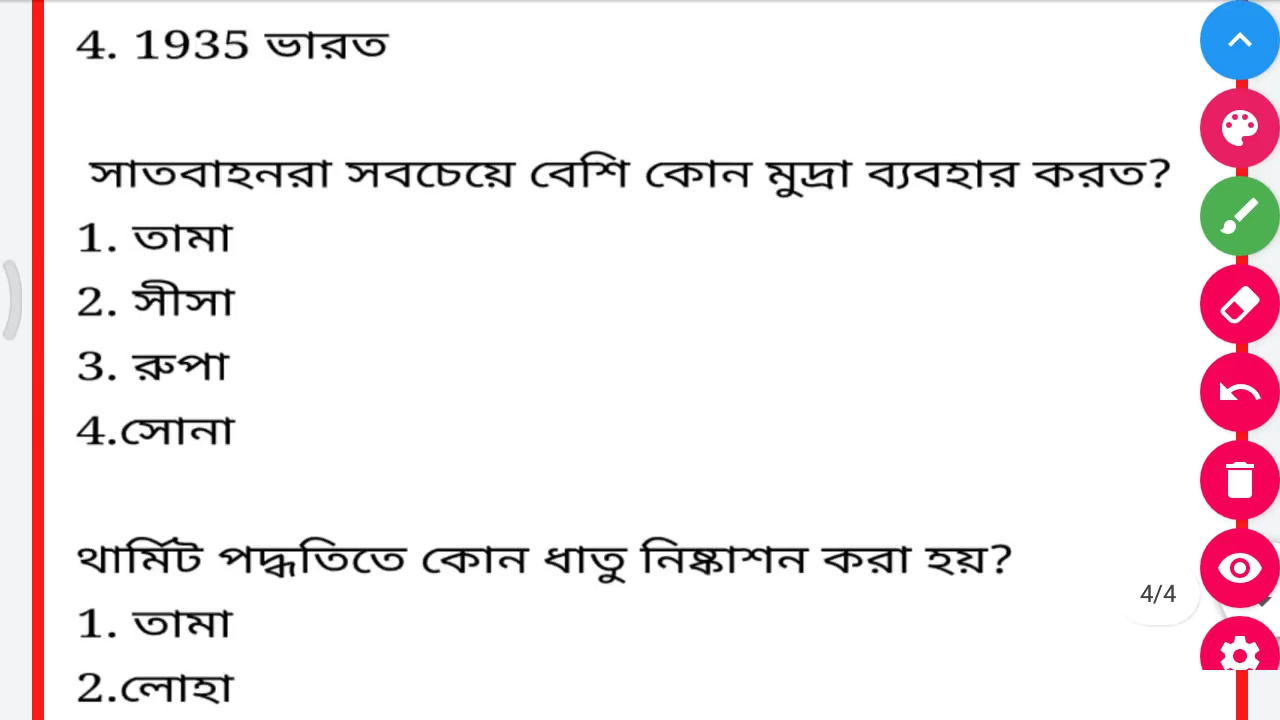 4. 1935 ভারত
সাতবাহনরা সবচেয়ে বেশি কোন মুদ্রা ব্যবহার করত?
1. তামা
2. সীসা
3. রুপা
4.সোনা
থার্মিট পদ্ধতিতে কোন ধাতু নিষ্কাশন করা হয়?
4/4
1. তামা
2.লোহা